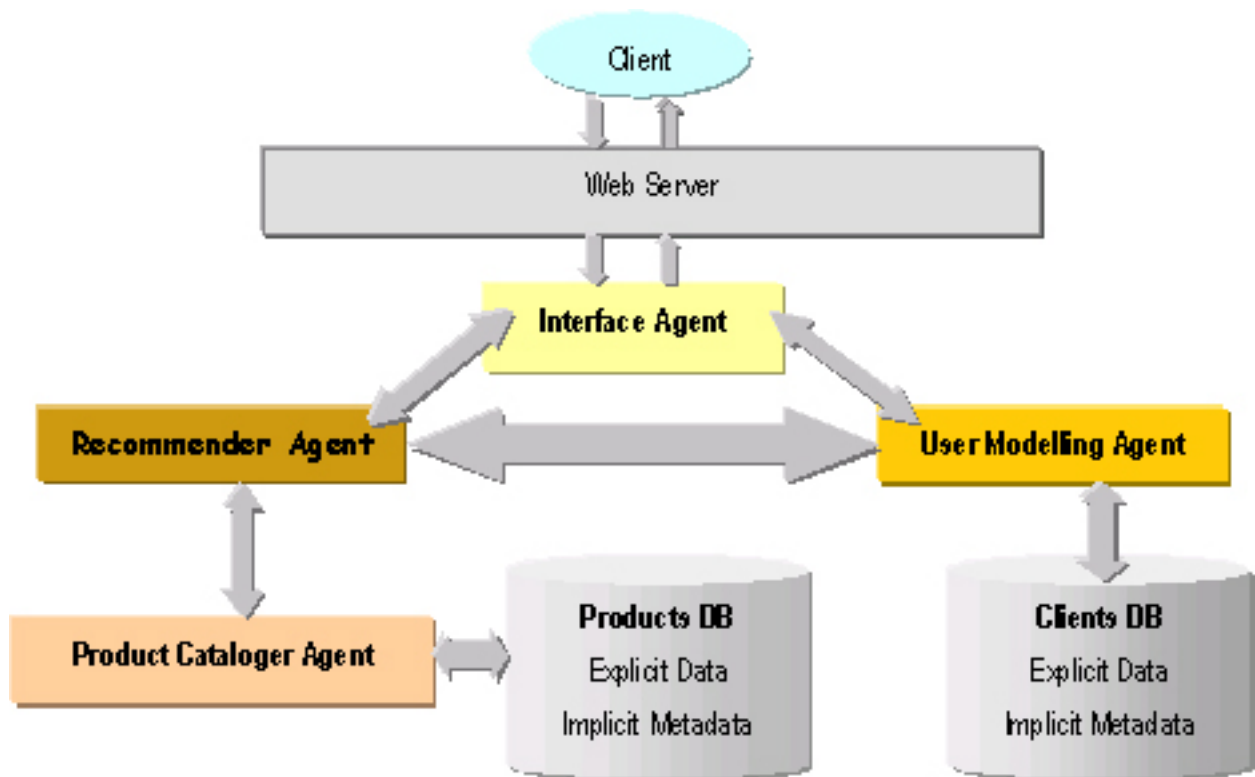 Client
Web Server
Interface Agent
Recommender Agent
User Modelling Agent
Product Cataloger Agent
Products DB
Explicit Data
Implicit Metadata
Clients DB
Explicit Data
Implicit Metadata